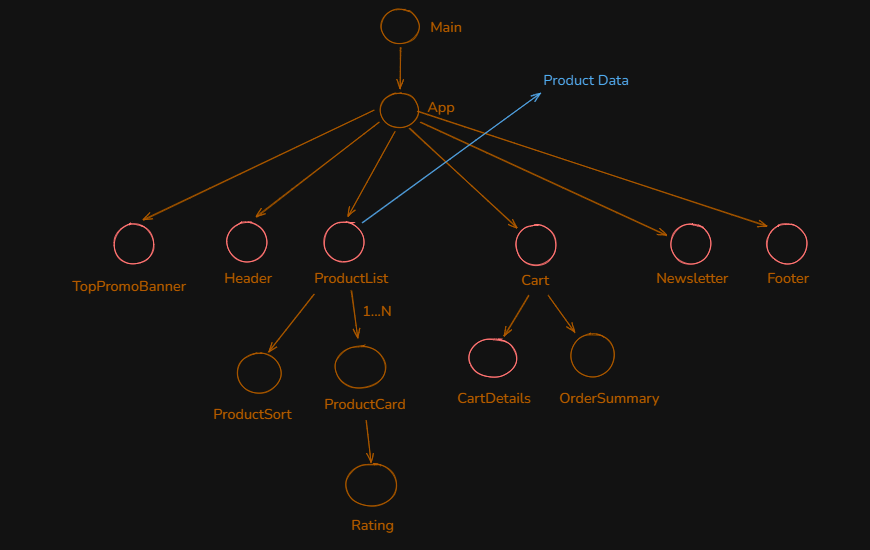 Main
Product Data
App
TopPromoBanner
Header
ProductList
Cart
Newsletter
Footer
1...N
ProductSort
ProductCard
CartDetails
OrderSummary
Rating